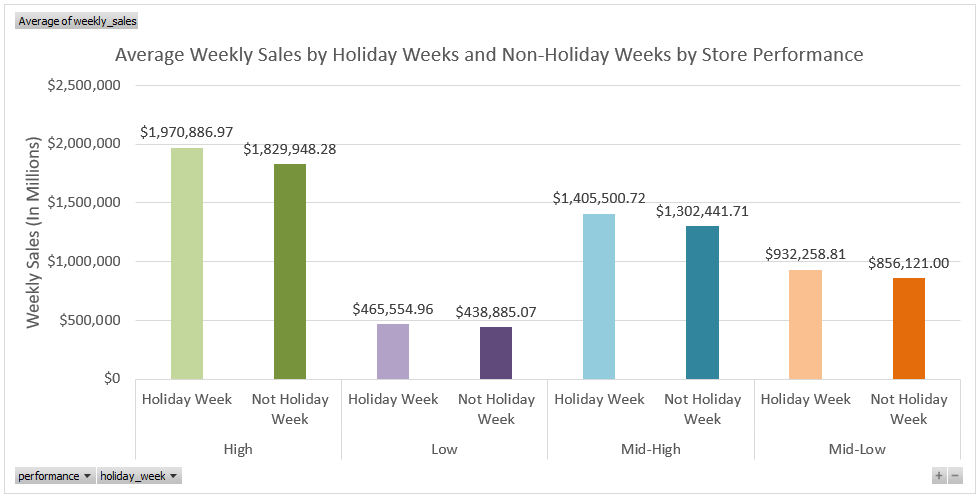 Average of weekly_sales
Average Weekly Sales by Holiday Weeks and Non-Holiday Weeks by Store Performance
Weekly Sales (In Millions)
$2,500,000
$2,000,000
$1,500,000
$1,000,000
$500,000
$0
$1,970,886.97
$1,829,948.28
$465,554.96
$438,885.07
$1,405,500.72
$1,302,441.71
$932,258.81
$856,121.00
Holiday Week
Not Holiday
Week
Holiday Week
Not Holiday
Week
Holiday Week
Not Holiday
Week
Holiday Week
Not Holiday
Week
High
Low
Mid-High
Mid-Low
performance
holiday_week
+ −